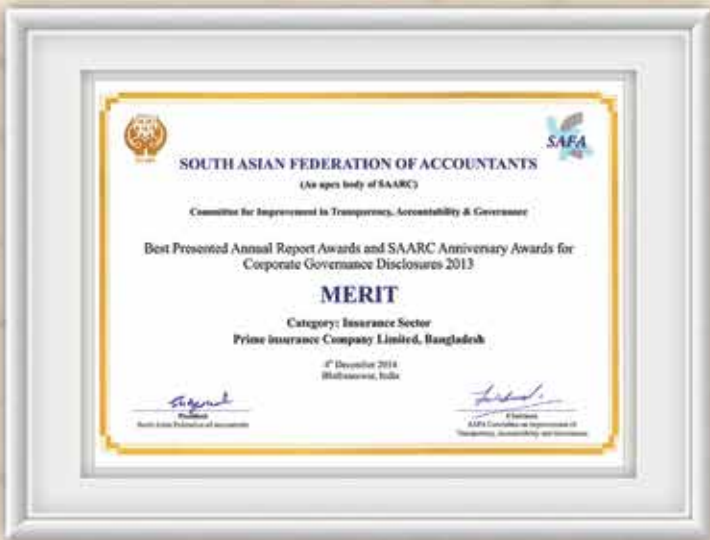 SAFA
SOUTH ASIAN FEDERATION OF ACCOUNTANTS
(An apex body of SAARC)
Committee for Improvement in Transparency, Accountability & Governance
Best Presented Annual Report Awards and SAARC Anniversary Awards for
Corporate Governance Disclosures 2013
MERIT
Category: Insurance Sector
Prime insurance Company Limited, Bangladesh
4th December 2014
Bhubaneswar, India
President
South Asian Federation of Accountants
Chairman
SAFA Committee on Improvement of
Transparency, Accountability and Governance